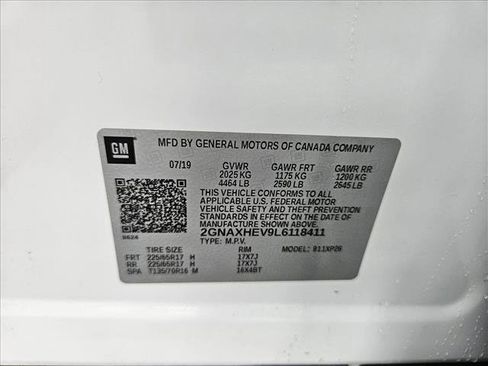 GM
MFD BY GENERAL MOTORS OF CANADA COMPANY
07/19 GVWR GAWR FRT GAWR RR
2025 KG 1175 KG 1200 KG
4464 LB 2590 LB 2645 LB
THIS VEHICLE CONFORMS TO ALL
APPLICABLE U.S. FEDERAL MOTOR
VEHICLE SAFETY AND THEFT
PREVENTION STANDARDS IN EFFECT
ON THE DATE OF MANUFACTURE
SHOWN ABOVE.
2GNAXHEV9L6118411
8624 TYPE: M.P.V. MODEL: 911XP26
TIRE SIZE RIM
FRT 225/65R17 H 17X7J
RR 225/65R17 H 17X7J
SPA T135/70R16 M 16X4BT